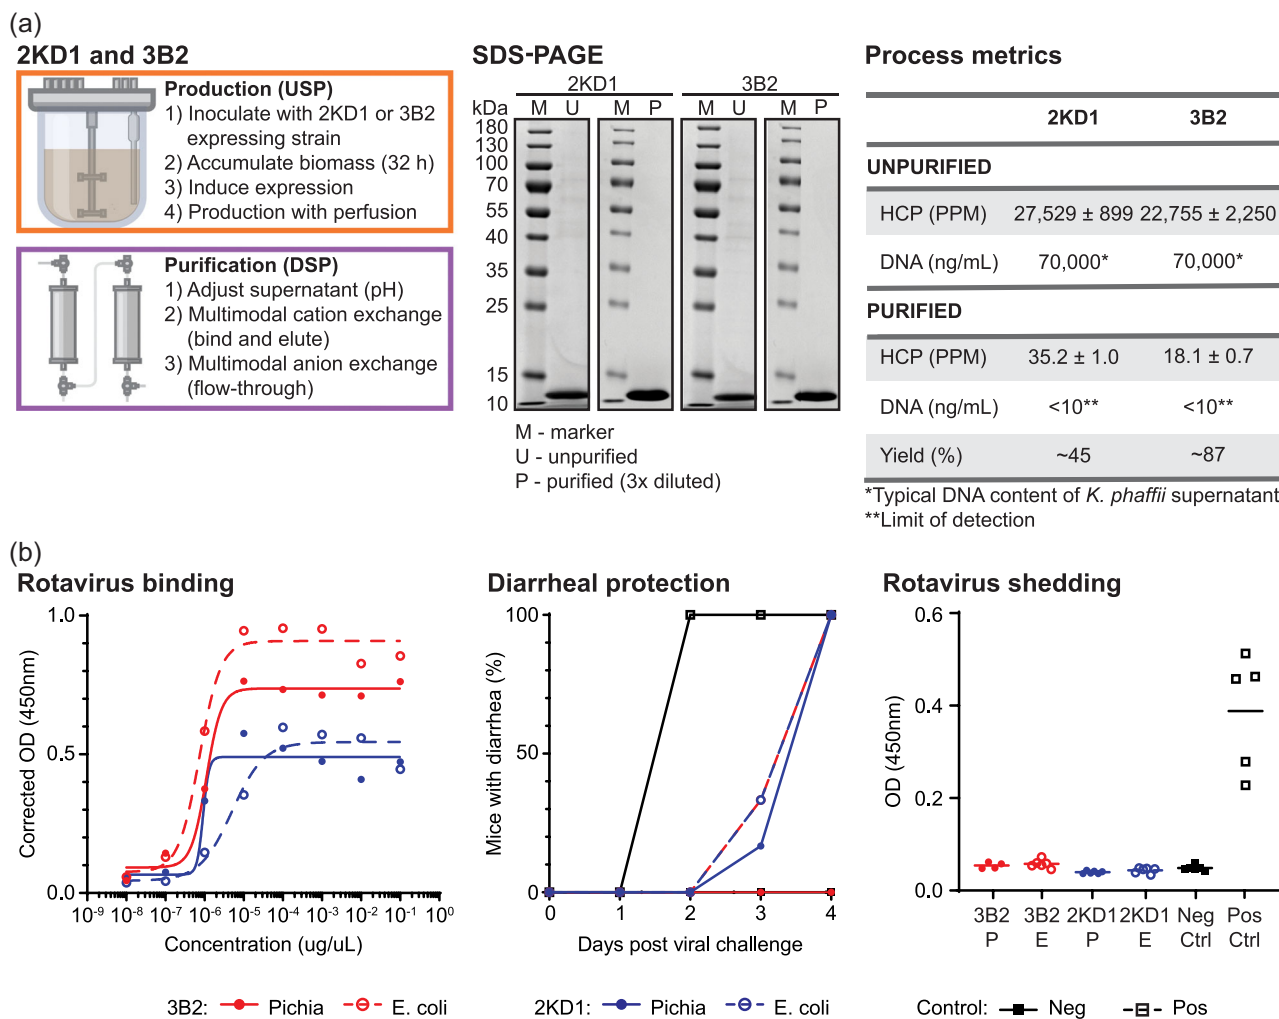 (a)
2KD1 and 3B2
Production (USP)
1) Inoculate with 2KD1 or 3B2
expressing strain
2) Accumulate biomass (32 h)
3) Induce expression
4) Production with perfusion
Purification (DSP)
1) Adjust supernatant (pH)
2) Multimodal cation exchange
(bind and elute)
3) Multimodal anion exchange
(flow-through)
SDS-PAGE
2KD1 3B2
kDa M U M P M U M P
180
130
100
70
55
40
35
25
15
10
M - marker
U - unpurified
P - purified (3x diluted)
Process metrics
2KD1 3B2
UNPURIFIED
HCP (PPM) 27,529 ± 899 22,755 ± 2,250
DNA (ng/mL) 70,000* 70,000*
PURIFIED
HCP (PPM) 35.2 ± 1.0 18.1 ± 0.7
DNA (ng/mL) <10** <10**
Yield (%) ~45 ~87
*Typical DNA content of K. phaffii supernatant
**Limit of detection
(b)
Rotavirus binding
Corrected OD (450nm)
1.0
0.5
0.0
10⁻⁹ 10⁻⁸ 10⁻⁷ 10⁻⁶ 10⁻⁵ 10⁻⁴ 10⁻³ 10⁻² 10⁻¹ 10⁰
Concentration (ug/uL)
Diarrheal protection
Mice with diarrhea (%)
100
50
0
0 1 2 3 4
Days post viral challenge
Rotavirus shedding
OD (450nm)
0.6
0.4
0.2
0.0
3B2 3B2 2KD1 2KD1 Neg Pos
P E P E Ctrl Ctrl
3B2: Pichia E. coli 2KD1: Pichia E. coli Control: Neg Pos